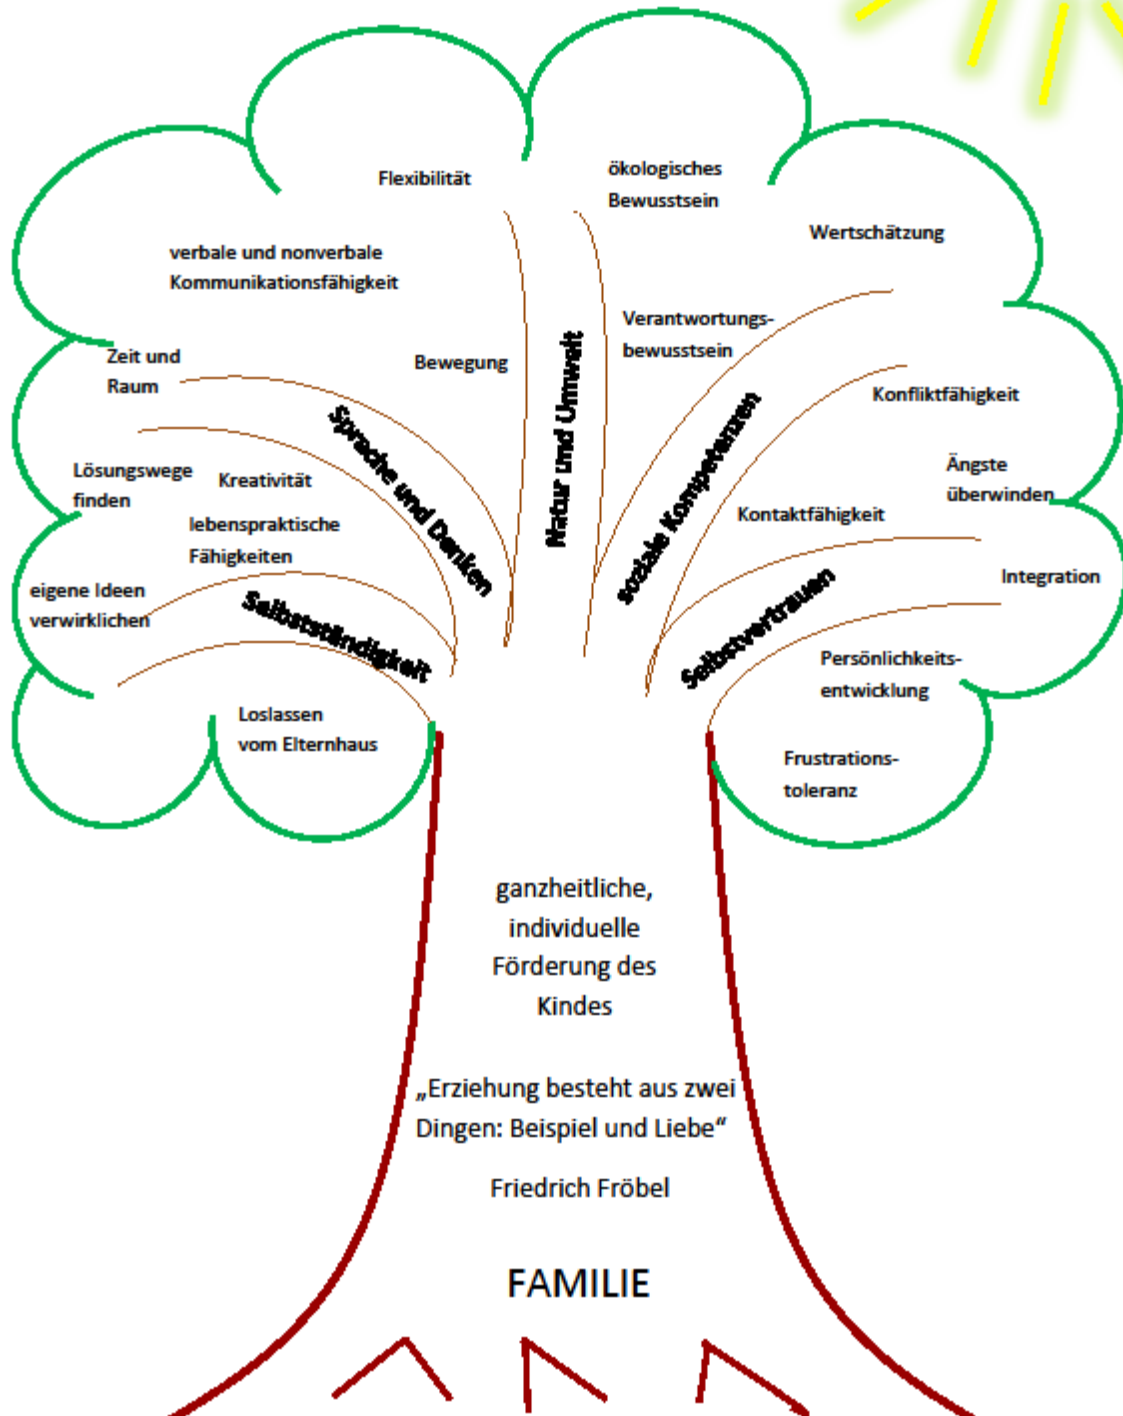 Flexibilität
ökologisches
Bewusstsein
Wertschätzung
verbale und nonverbale
Kommunikationsfähigkeit
Verantwortungs-
bewusstsein
Zeit und
Raum
Bewegung
Natur und Umwelt
Konfliktfähigkeit
Sprache und Denken
soziale Kompetenzen
Lösungswege
finden
Kreativität
Ängste
überwinden
lebenspraktische
Fähigkeiten
Kontaktfähigkeit
eigene Ideen
verwirklichen
Selbstständigkeit
Selbstvertrauen
Integration
Persönlichkeits-
entwicklung
Loslassen
vom Elternhaus
Frustrations-
toleranz
ganzheitliche,
individuelle
Förderung des
Kindes
„Erziehung besteht aus zwei
Dingen: Beispiel und Liebe“
Friedrich Fröbel
FAMILIE